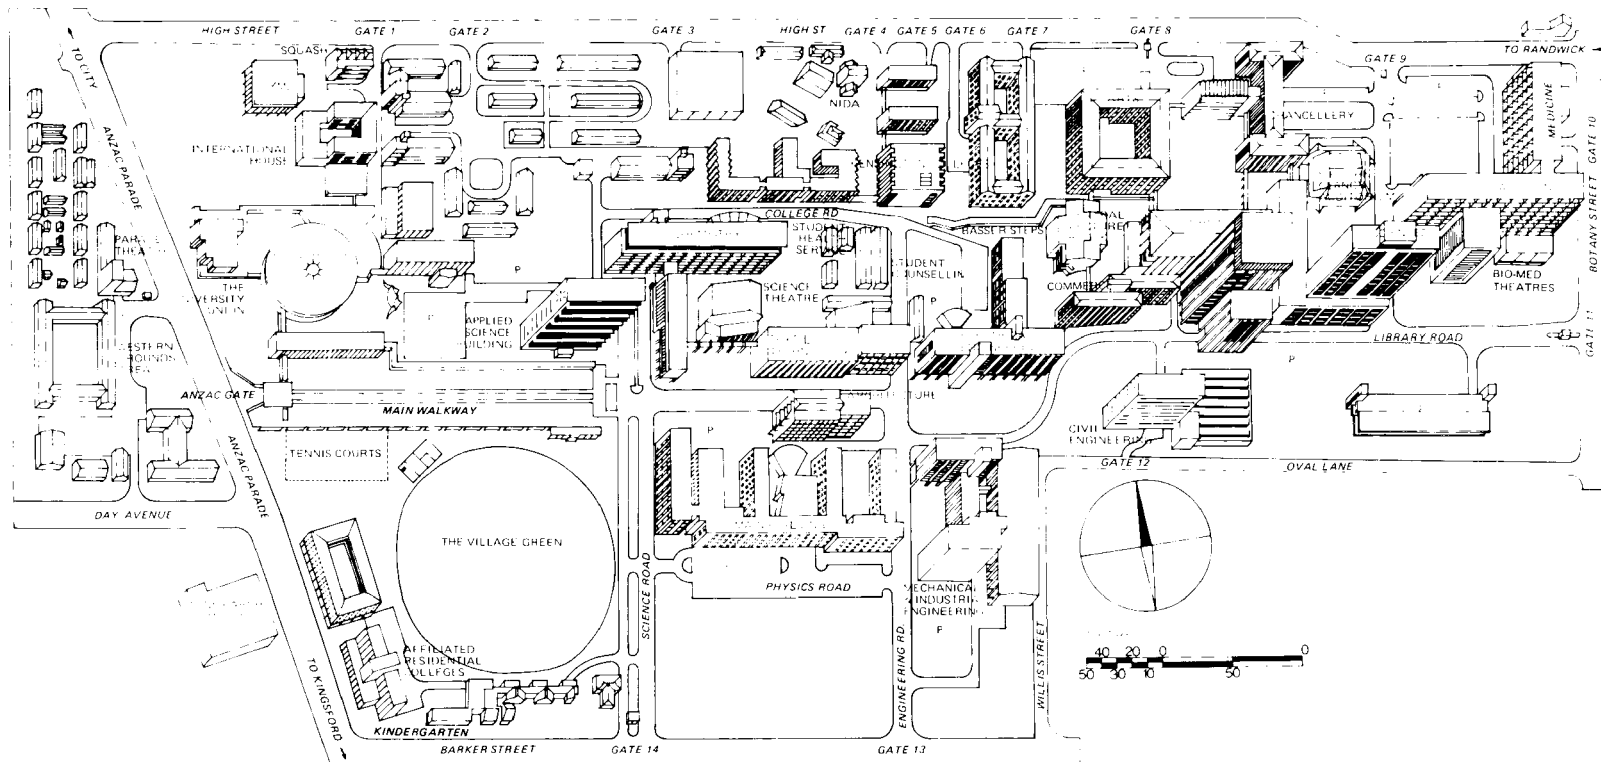 HIGH STREET
GATE 1
GATE 2
GATE 3
HIGH ST
GATE 4
GATE 5
GATE 6
GATE 7
GATE 8
TO RANDWICK
GATE 9
TO CITY
SQUASH
NIDA
MEDICINE
GATE 10
ANZAC PARADE
INTERNATIONAL
HOUSE
BOTANY STREET
COLLEGE RD
BASSER STEPS
STUDENT
P
SCIENCE
THEATRE
P
BIO-MED
THEATRES
THE
APPLIED
SCIENCE
BUILDING
GATE 11
LIBRARY ROAD
P
ANZAC GATE
MAIN WALKWAY
P
CIVIL
ENGINEERING
GATE 12
OVAL LANE
TENNIS COURTS
ANZAC PARADE
DAY AVENUE
THE VILLAGE GREEN
SCIENCE ROAD
PHYSICS ROAD
MECHANICAL
& INDUSTRIAL
ENGINEERING
P
ENGINEERING RD.
WILLIS STREET
AFFILIATED
RESIDENTIAL
COLLEGES
TO KINGSFORD
KINDERGARTEN
BARKER STREET
GATE 14
GATE 13
40 20 0 0
50 30 10 50